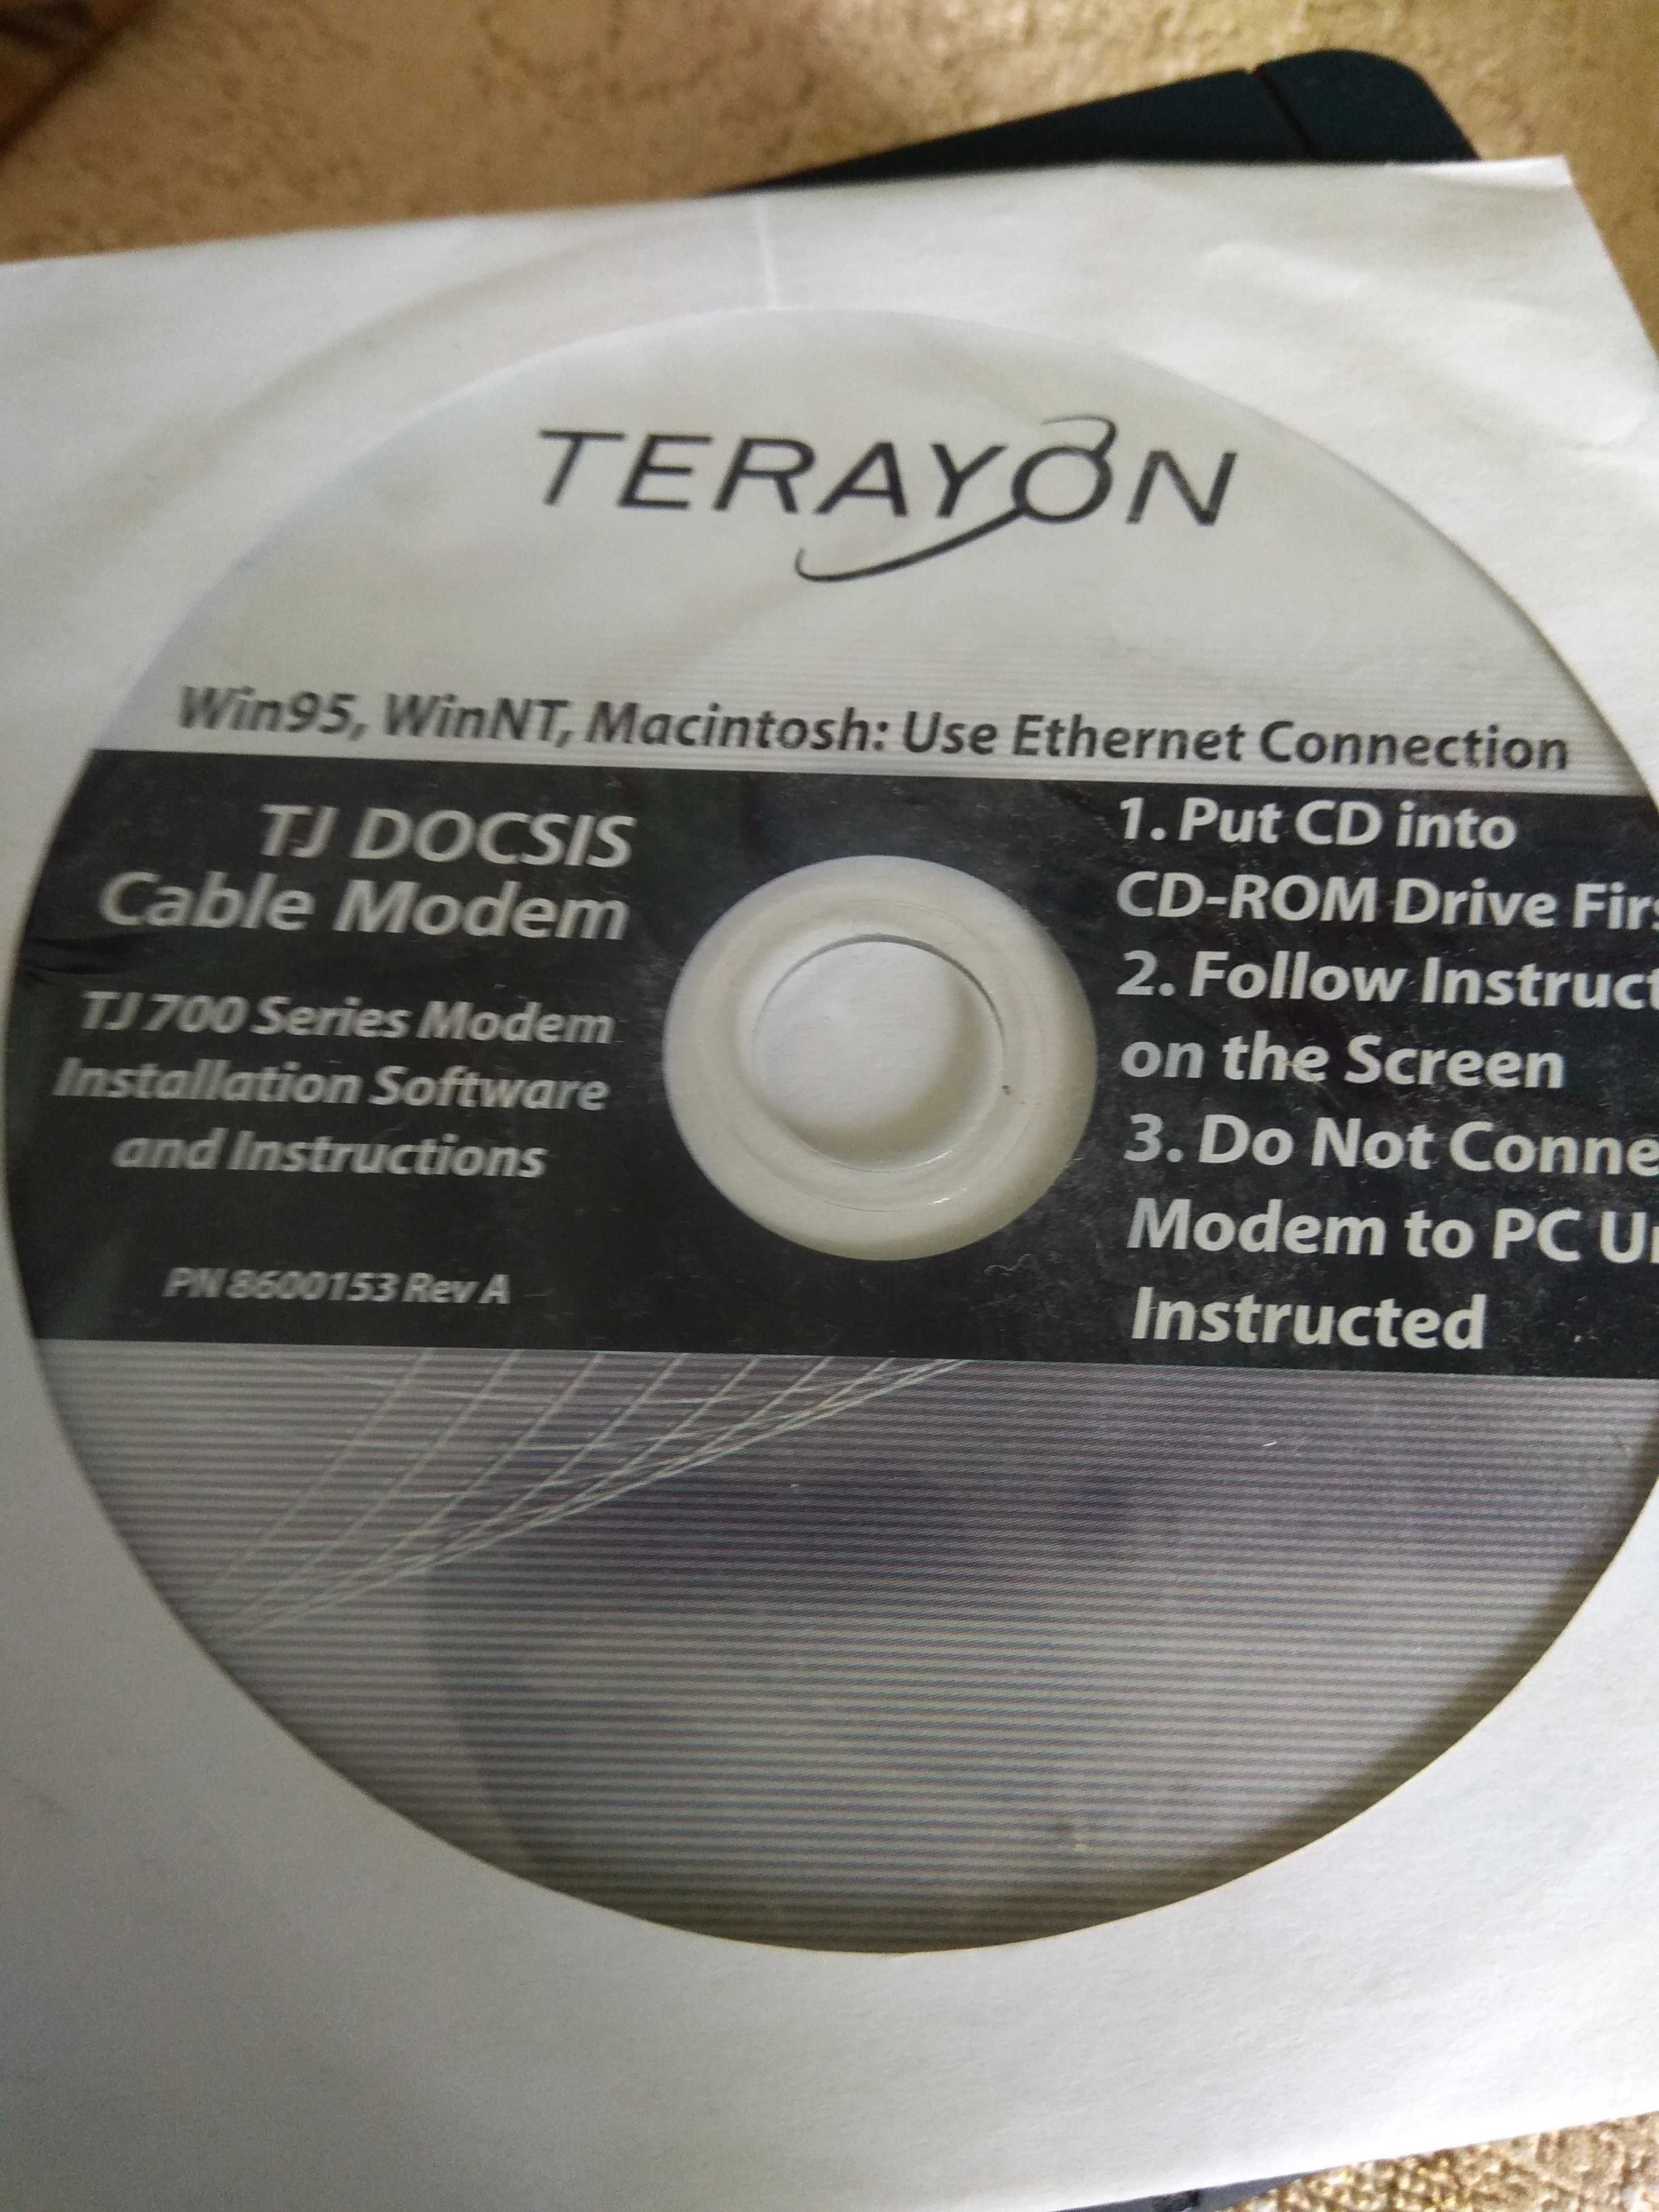 TERAYON
Win95, WinNT, Macintosh: Use Ethernet Connection
TJ DOCSIS
Cable Modem
TJ 700 Series Modem
Installation Software
and Instructions
PN 8600153 Rev A
1. Put CD into
CD-ROM Drive
2. Follow
on the Screen
3. Do Not
Modem to PC
Instructed